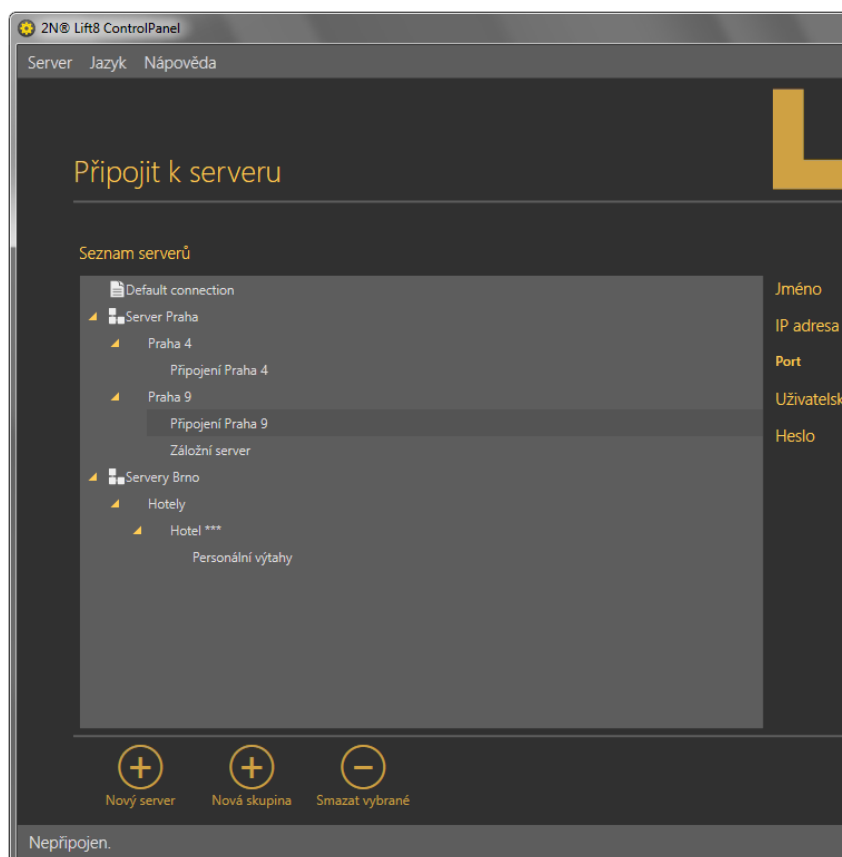 2N® Lift8 ControlPanel
Server Jazyk Nápověda
Připojit k serveru
Seznam serverů
Default connection
Server Praha
Praha 4
Připojení Praha 4
Praha 9
Připojení Praha 9
Záložní server
Servery Brno
Hotely
Hotel ***
Personální výtahy
Jméno
IP adresa
Port
Uživatelsk
Heslo
Nový server
Nová skupina
Smazat vybrané
Nepřipojen.